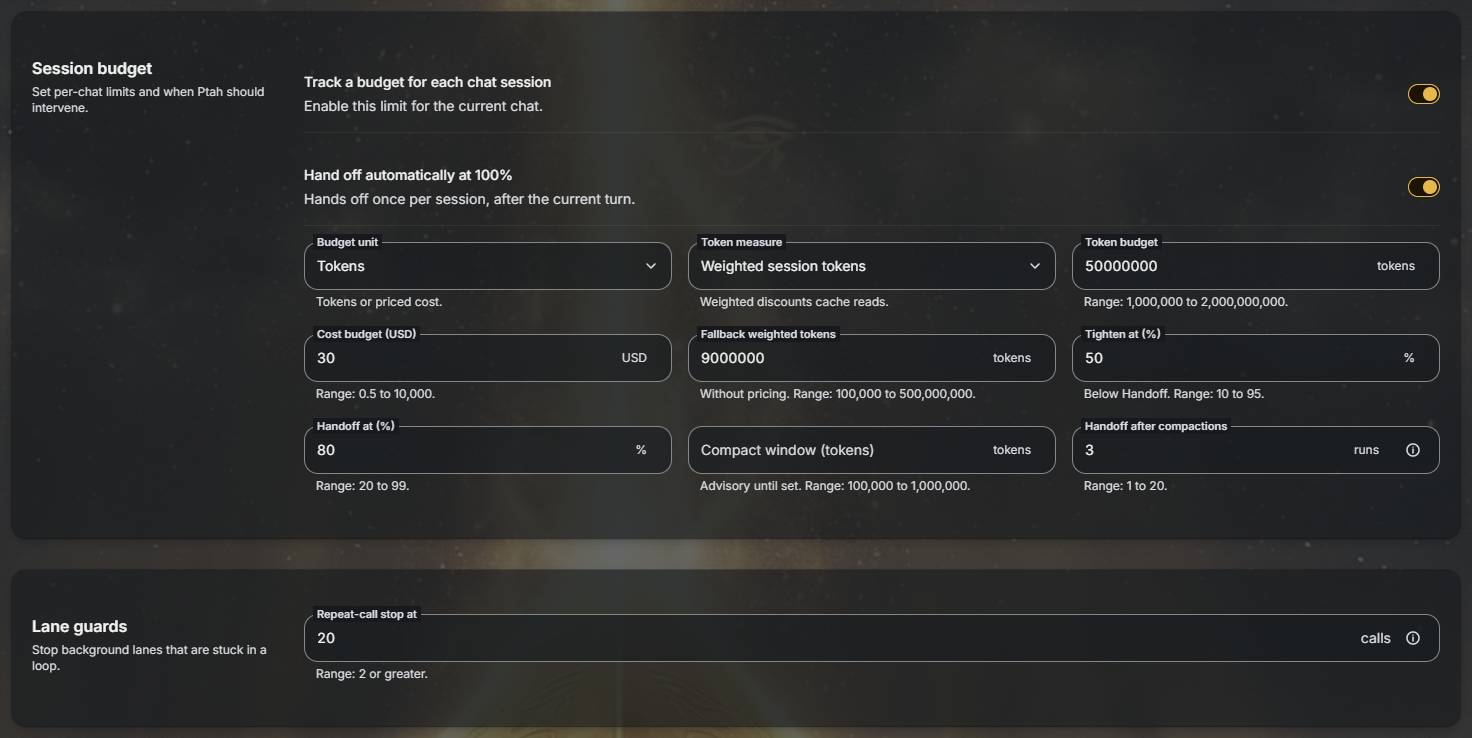 Session budget
Set per-chat limits and when Ptah should
intervene.
Track a budget for each chat session
Enable this limit for the current chat.
Hand off automatically at 100%
Hands off once per session, after the current turn.
Budget unit
Tokens
Tokens or priced cost.
Token measure
Weighted session tokens
Weighted discounts cache reads.
Token budget
50000000 tokens
Range: 1,000,000 to 2,000,000,000.
Cost budget (USD)
30 USD
Range: 0.5 to 10,000.
Fallback weighted tokens
9000000 tokens
Without pricing. Range: 100,000 to 500,000,000.
Tighten at (%)
50 %
Below Handoff. Range: 10 to 95.
Handoff at (%)
80 %
Range: 20 to 99.
Compact window (tokens) tokens
Advisory until set. Range: 100,000 to 1,000,000.
Handoff after compactions
3 runs
Range: 1 to 20.
Lane guards
Stop background lanes that are stuck in a
loop.
Repeat-call stop at
20 calls
Range: 2 or greater.